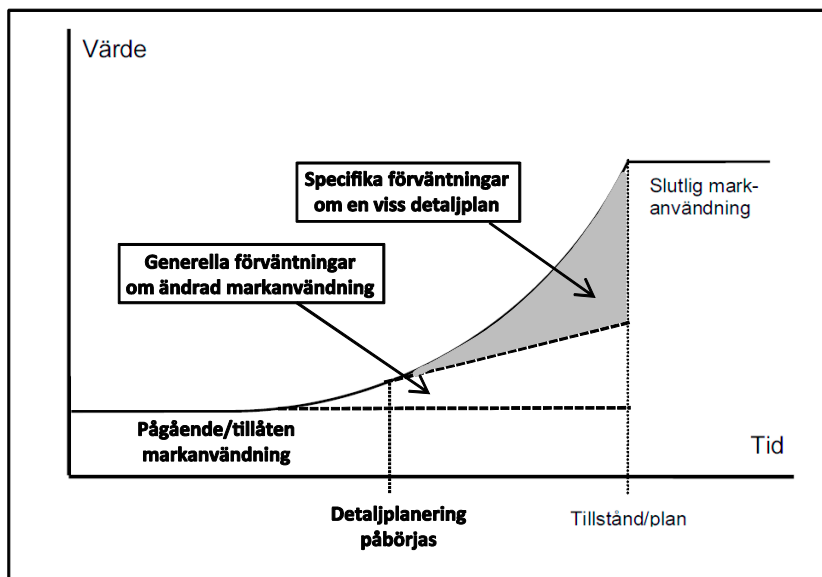 Värde
Specifika förväntningar
om en viss detaljplan
Slutlig mark-
användning
Generella förväntningar
om ändrad markanvändning
Pågående/tillåten
markanvändning
Tid
Detaljplanering
påbörjas
Tillstånd/plan